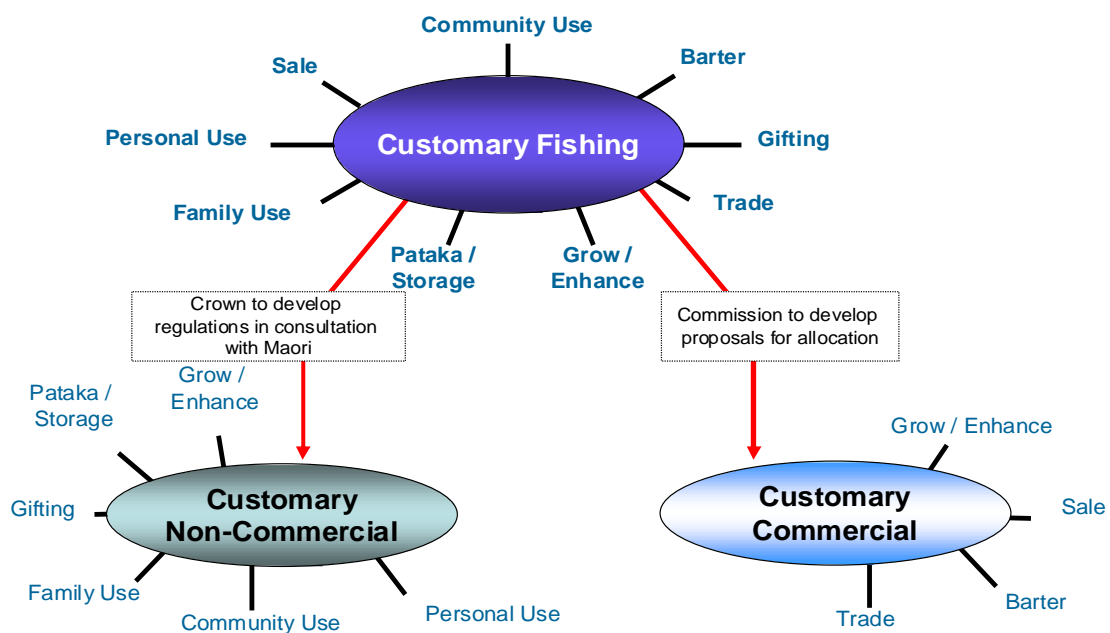 Community Use
Sale
Barter
Personal Use
Customary Fishing
Gifting
Family Use
Trade
Pataka /
Storage
Grow /
Enhance
Crown to develop
regulations in consultation
with Maori
Commission to develop
proposals for allocation
Pataka /
Storage
Grow /
Enhance
Gifting
Customary
Non-Commercial
Family Use
Community Use
Personal Use
Grow / Enhance
Customary
Commercial
Sale
Barter
Trade